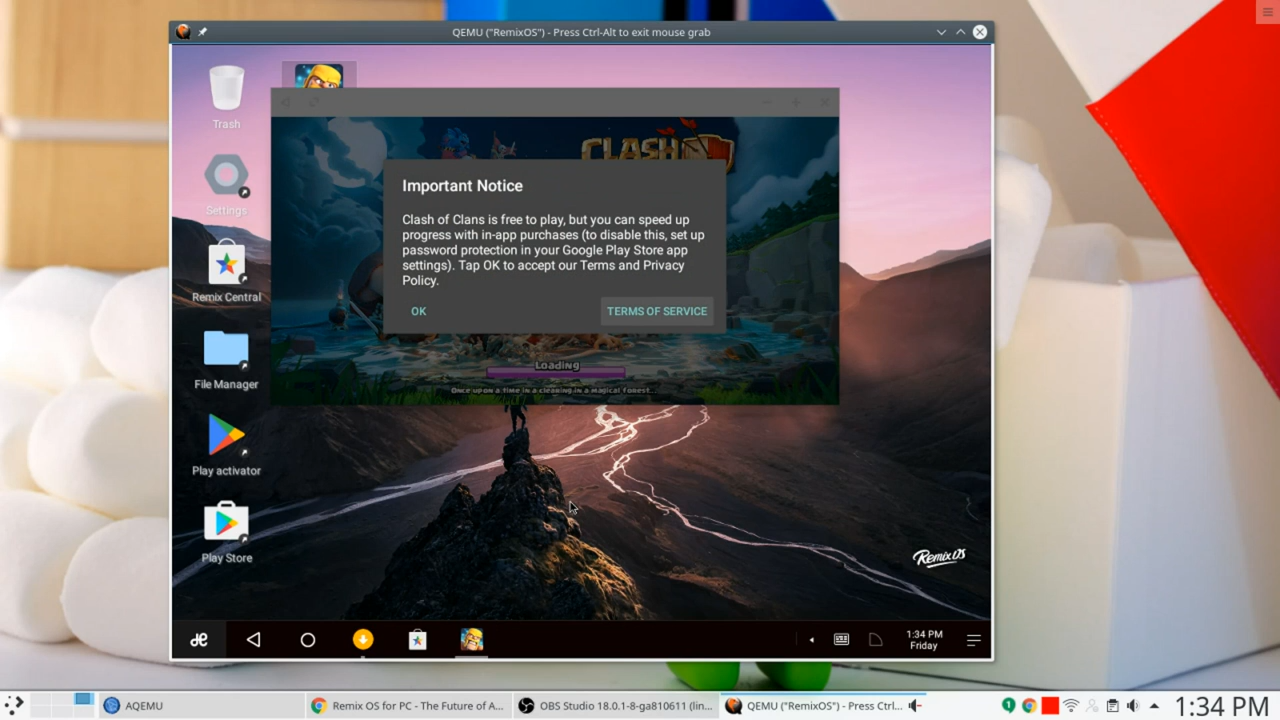 QEMU ("RemixOS") - Press Ctrl-Alt to exit mouse grab
Trash
Settings
Remix Central
File Manager
Play activator
Play Store
CLASH
Important Notice
Clash of Clans is free to play, but you can speed up
progress with in-app purchases (to disable this, set up
password protection in your Google Play Store app
settings). Tap OK to accept our Terms and Privacy
Policy.
OK
TERMS OF SERVICE
Loading
Once upon a time in a clearing in a magical forest...
Remix OS
1:34 PM
Friday
AQEMU
Remix OS for PC - The Future of A...
OBS Studio 18.0.1-8-ga810611 (lin...
QEMU ("RemixOS") - Press Ctrl...
1
1:34 PM